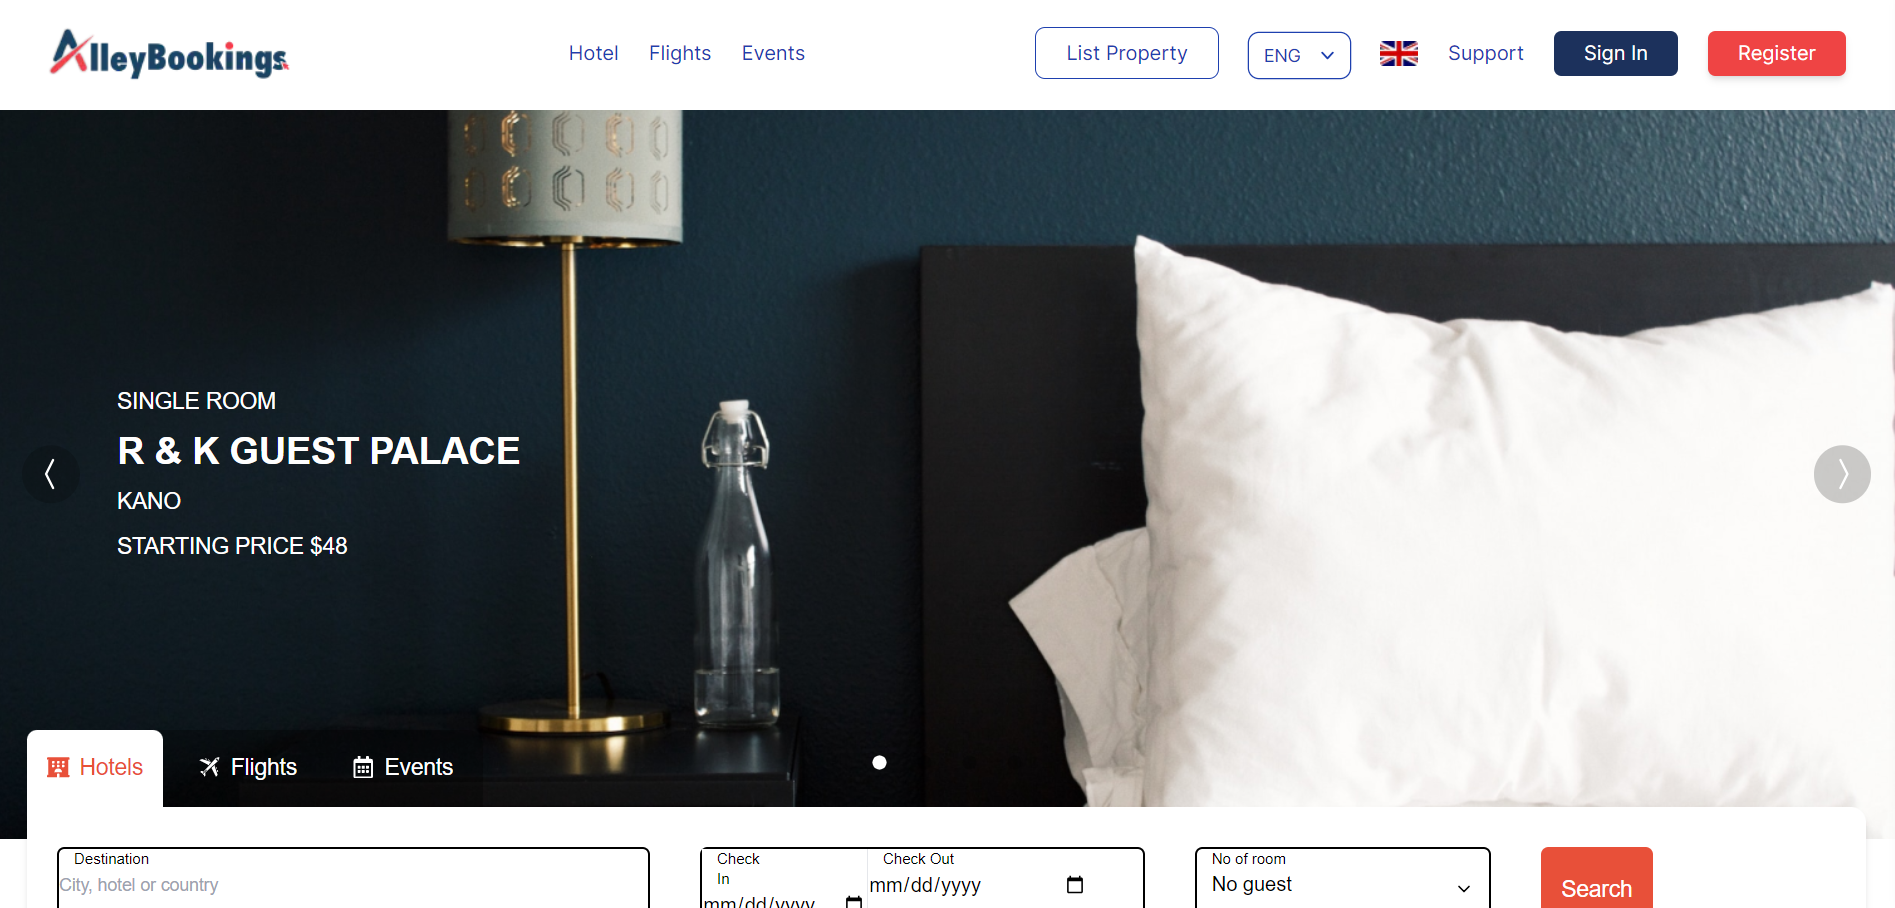 AlleyBookings
Hotel Flights Events
List Property ENG Support Sign In Register
SINGLE ROOM
R & K GUEST PALACE
KANO
STARTING PRICE $48
Hotels Flights Events
Destination
City, hotel or country
Check In
mm/dd/yyyy
Check Out
mm/dd/yyyy
No of room
No guest
Search